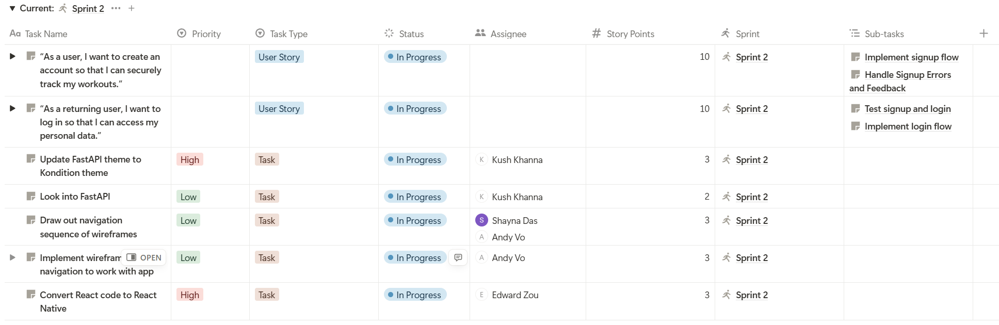 Current: Sprint 2
Aa Task Name Priority Task Type Status Assignee # Story Points Sprint Sub-tasks
“As a user, I want to create an User Story In Progress 10 Sprint 2 Implement signup flow
account so that I can securely Handle Signup Errors
track my workouts.” and Feedback
“As a returning user, I want to User Story In Progress 10 Sprint 2 Test signup and login
log in so that I can access my Implement login flow
personal data.”
Update FastAPI theme to High Task In Progress K Kush Khanna 3 Sprint 2
Kondition theme
Look into FastAPI Low Task In Progress K Kush Khanna 2 Sprint 2
Draw out navigation Low Task In Progress S Shayna Das 3 Sprint 2
sequence of wireframes A Andy Vo
Implement wirefram OPEN Low Task In Progress A Andy Vo 3 Sprint 2
navigation to work with app
Convert React code to React High Task In Progress E Edward Zou 3 Sprint 2
Native